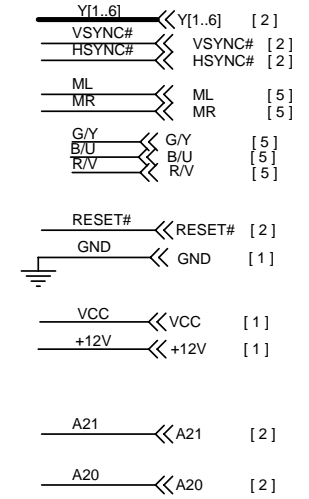 Y[1..6] Y[1..6] [ 2 ]
VSYNC# VSYNC# [ 2 ]
HSYNC# HSYNC# [ 2 ]
ML ML [ 5 ]
MR MR [ 5 ]
G/Y G/Y [ 5 ]
B/U B/U [ 5 ]
R/V R/V [ 5 ]
RESET# RESET# [ 2 ]
GND GND [ 1 ]
VCC VCC [ 1 ]
+12V +12V [ 1 ]
A21 A21 [ 2 ]
A20 A20 [ 2 ]